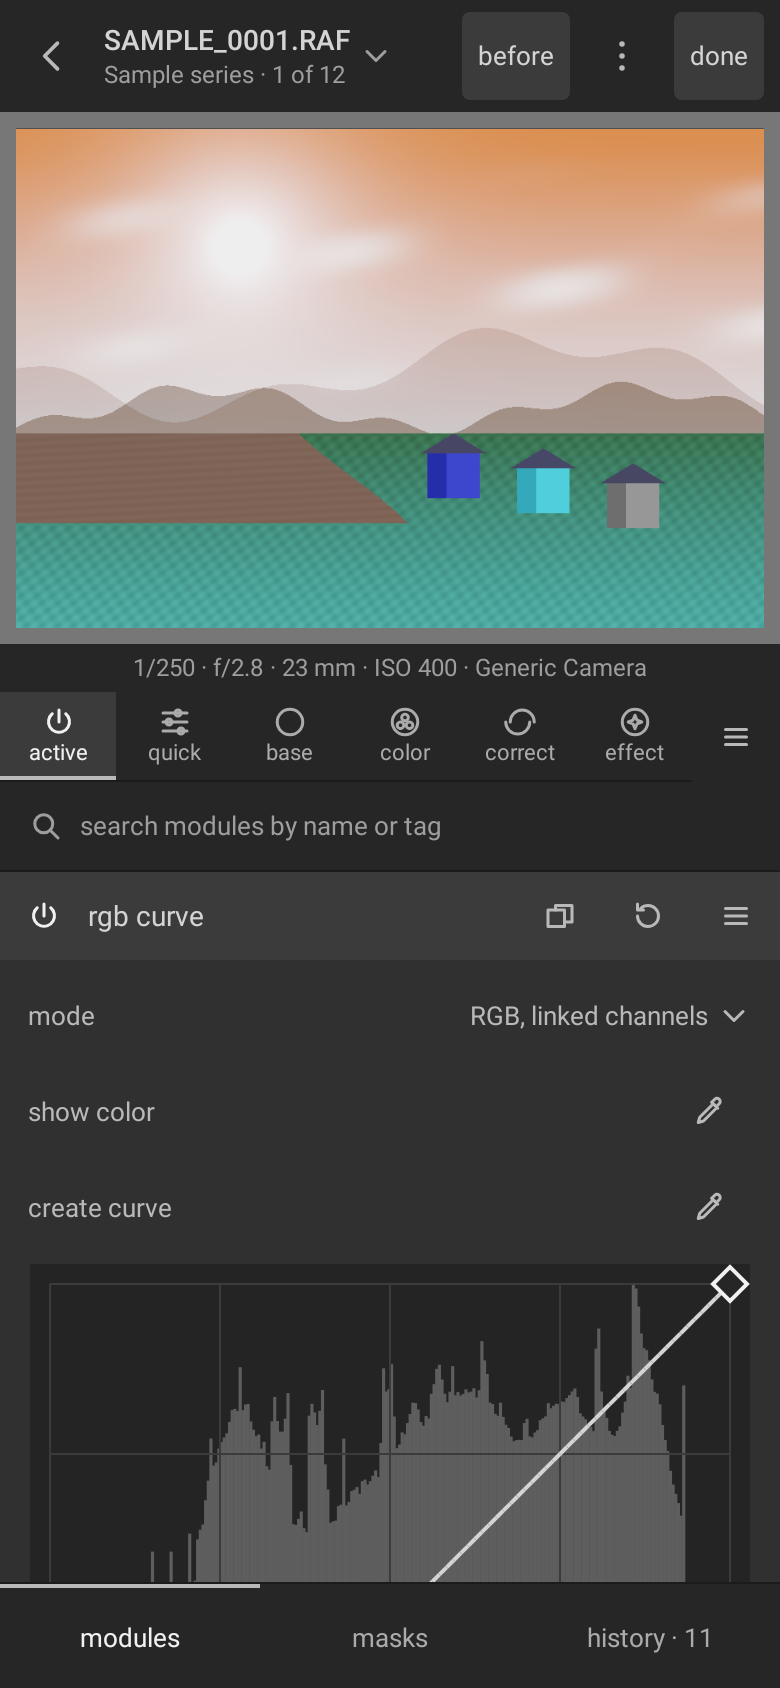 SAMPLE_0001.RAF
Sample series · 1 of 12
before
done
1/250 · f/2.8 · 23 mm · ISO 400 · Generic Camera
active
quick
base
color
correct
effect
search modules by name or tag
rgb curve
mode
RGB, linked channels
show color
create curve
modules
masks
history · 11